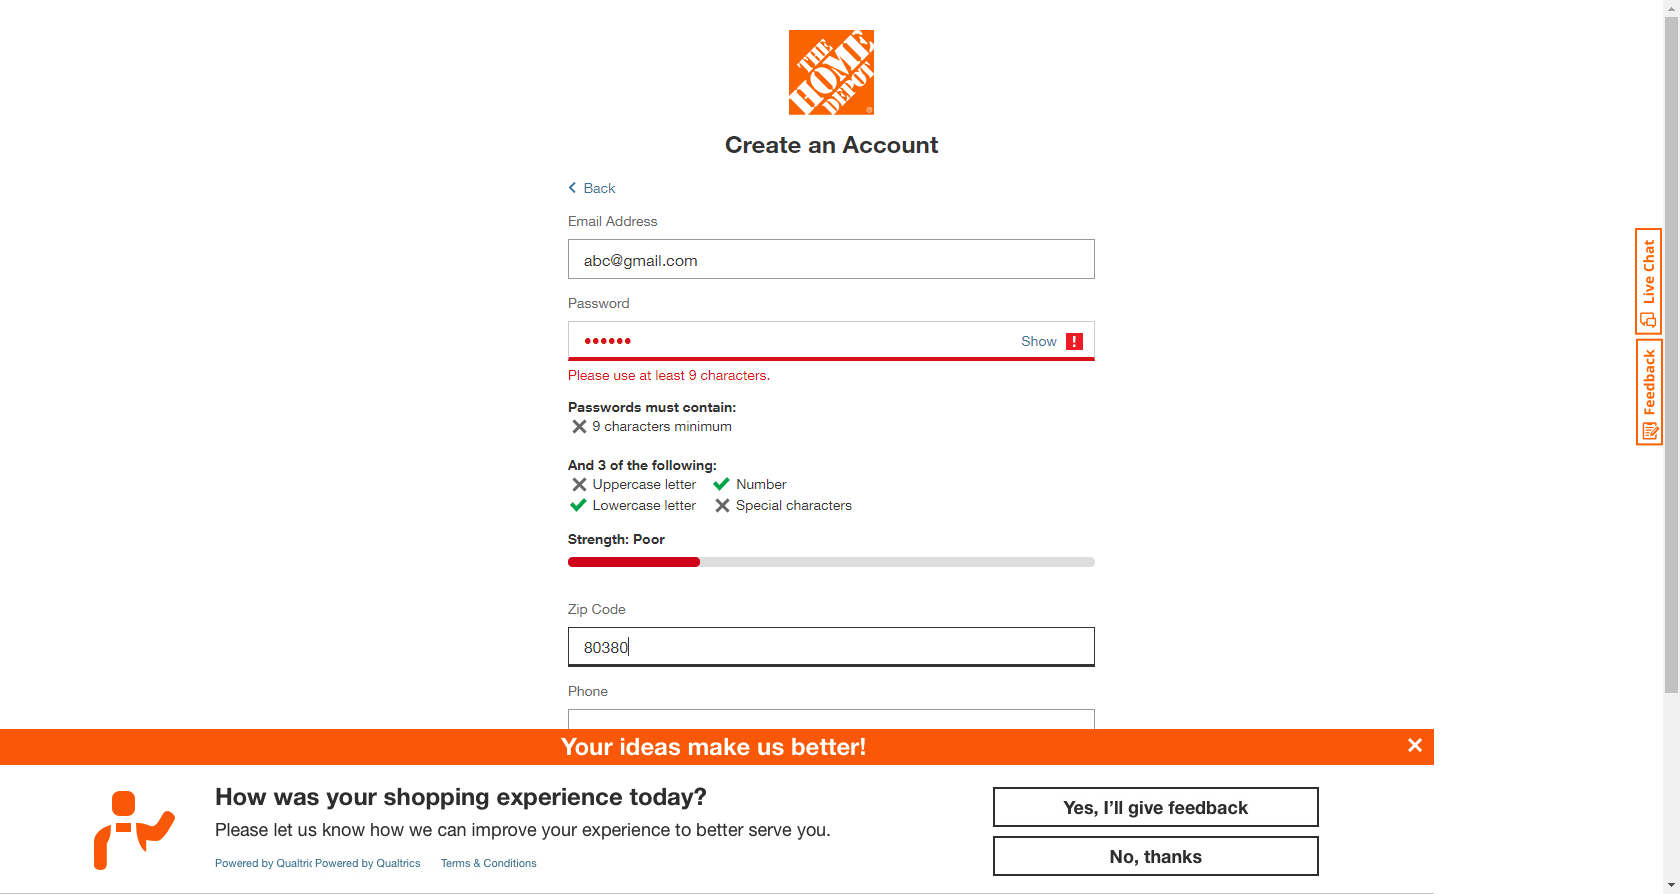 THE HOME DEPOT
Create an Account
Back
Email Address
abc@gmail.com
Password
•••••• Show !
Please use at least 9 characters.
Passwords must contain:
9 characters minimum
And 3 of the following:
Uppercase letter Number
Lowercase letter Special characters
Strength: Poor
Zip Code
80380
Phone
Live Chat
Feedback
Your ideas make us better!
How was your shopping experience today?
Please let us know how we can improve your experience to better serve you.
Powered by Qualtric Powered by Qualtrics Terms & Conditions
Yes, I’ll give feedback
No, thanks